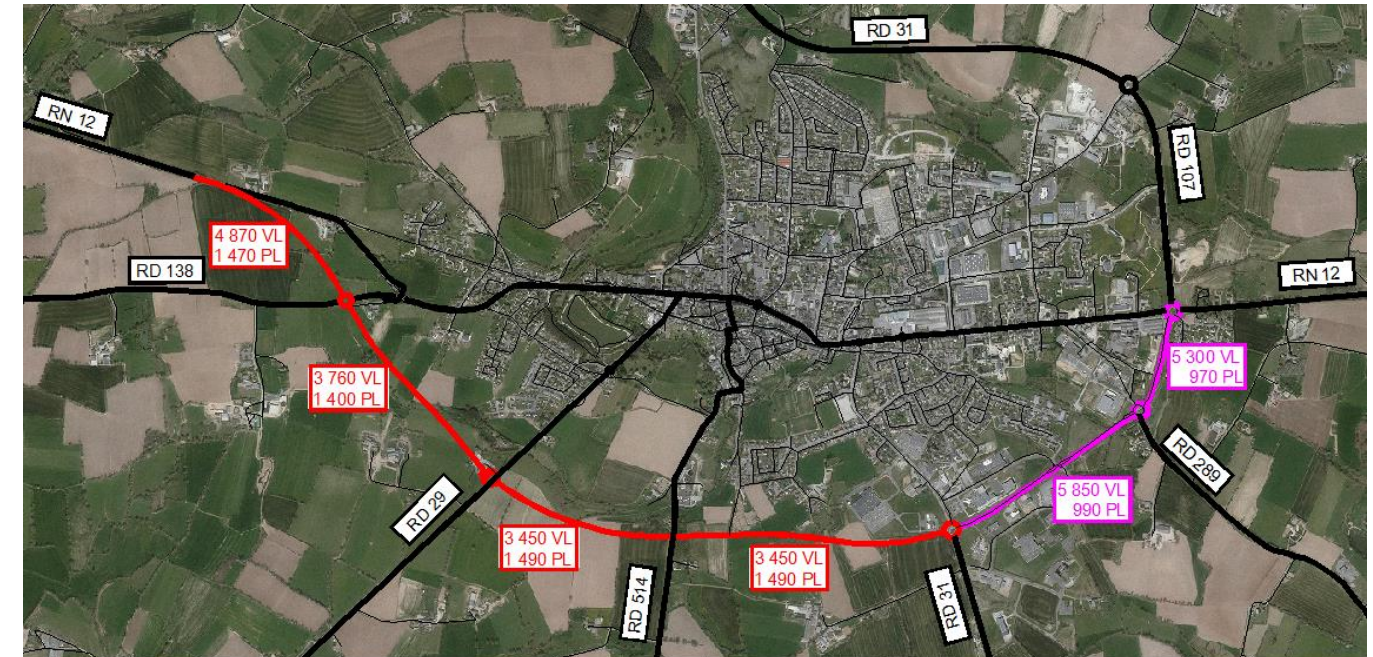 RD 31
RN 12
RD 107
4 870 VL
1 470 PL
RD 138
RN 12
5 300 VL
970 PL
3 760 VL
1 400 PL
RD 289
RD 29
5 850 VL
990 PL
3 450 VL
1 490 PL
3 450 VL
1 490 PL
RD 514
RD 31